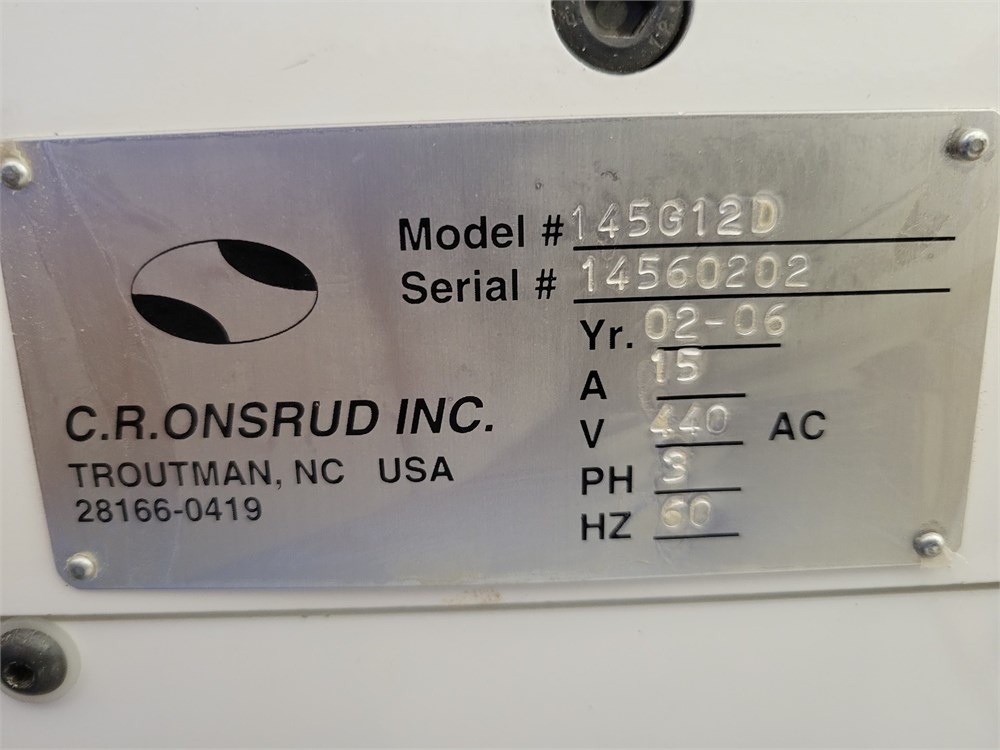 Model # 145G12D
Serial # 14560202
Yr. 02-06
A 15
V 440 AC
PH 3
HZ 60
C.R.ONSRUD INC.
TROUTMAN, NC USA
28166-0419